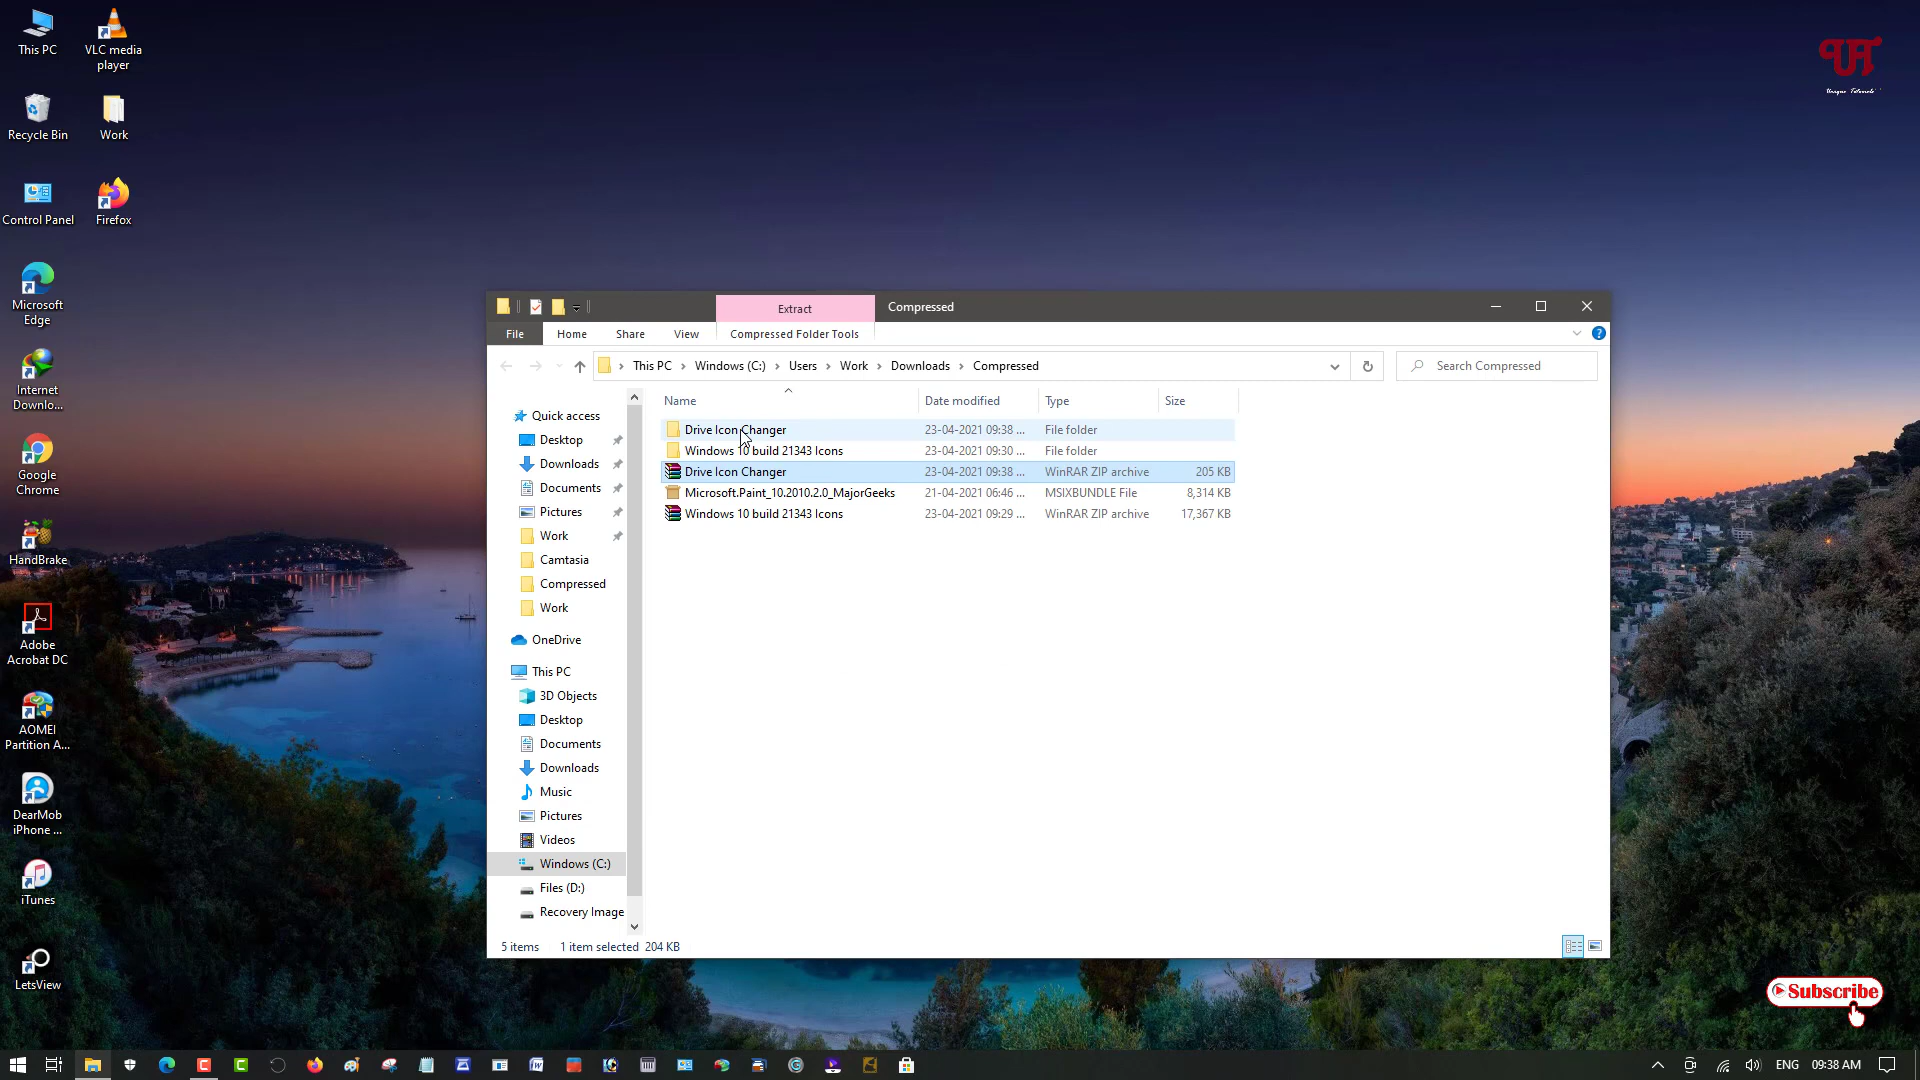 This PC
VLC media
player
Recycle Bin
Work
Control Panel
Firefox
Microsoft
Edge
Internet
Downlo...
Google
Chrome
HandBrake
Adobe
Acrobat DC
AOMEI
Partition A...
DearMob
iPhone ...
iTunes
LetsView
UT
Unique Tutorials
Extract
Compressed
File
Home
Share
View
Compressed Folder Tools
This PC
Windows (C:)
Users
Work
Downloads
Compressed
Search Compressed
Quick access
Desktop
Downloads
Documents
Pictures
Work
Camtasia
Compressed
Work
OneDrive
This PC
3D Objects
Desktop
Documents
Downloads
Music
Pictures
Videos
Windows (C:)
Files (D:)
Recovery Image
Name Date modified Type Size
Drive Icon Changer 23-04-2021 09:38 ... File folder
Windows 10 build 21343 Icons 23-04-2021 09:30 ... File folder
Drive Icon Changer 23-04-2021 09:38 ... WinRAR ZIP archive 205 KB
Microsoft.Paint_10.2010.2.0_MajorGeeks 21-04-2021 06:46 ... MSIXBUNDLE File 8,314 KB
Windows 10 build 21343 Icons 23-04-2021 09:29 ... WinRAR ZIP archive 17,367 KB
5 items 1 item selected 204 KB
Subscribe
ENG 09:38 AM